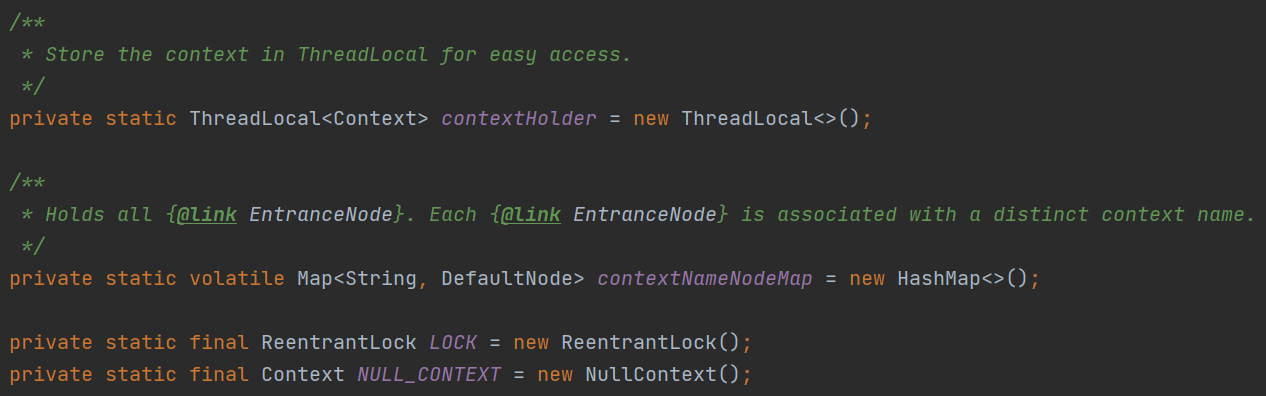 /**
 * Store the context in ThreadLocal for easy access.
 */
private static ThreadLocal<Context> contextHolder = new ThreadLocal<>();
/**
 * Holds all {@link EntranceNode}. Each {@link EntranceNode} is associated with a distinct context name.
 */
private static volatile Map<String, DefaultNode> contextNameNodeMap = new HashMap<>();
private static final ReentrantLock LOCK = new ReentrantLock();
private static final Context NULL_CONTEXT = new NullContext();